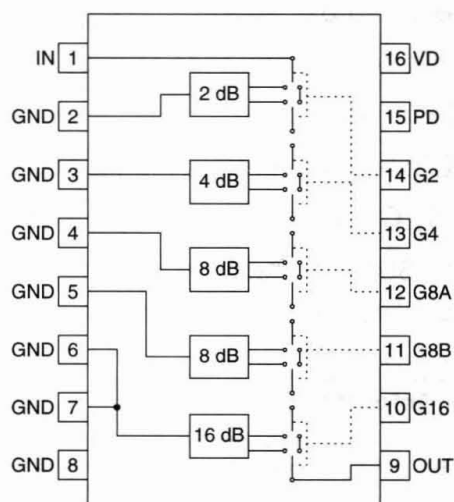 IN 1
16 VD
2 dB
GND 2
15 PD
GND 3
4 dB
14 G2
GND 4
13 G4
8 dB
GND 5
12 G8A
GND 6
8 dB
11 G8B
GND 7
10 G16
16 dB
GND 8
9 OUT